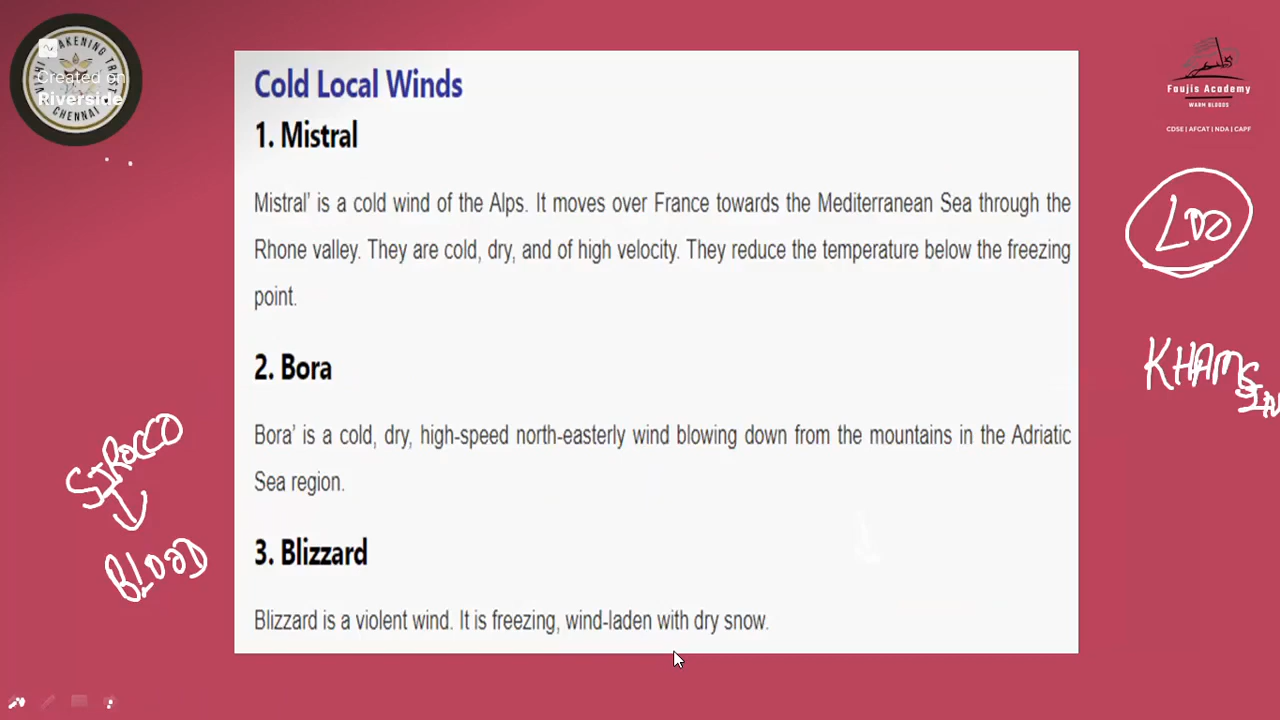 Created on
Riverside
AWAKENING
CHENNAI
Foujis Academy
WARM BLOODS
CDSE | AFCAT | NDA | CAPF
Cold Local Winds
1. Mistral
Mistral’ is a cold wind of the Alps. It moves over France towards the Mediterranean Sea through the
Rhone valley. They are cold, dry, and of high velocity. They reduce the temperature below the freezing
point.
2. Bora
Bora’ is a cold, dry, high-speed north-easterly wind blowing down from the mountains in the Adriatic
Sea region.
3. Blizzard
Blizzard is a violent wind. It is freezing, wind-laden with dry snow.
SIROCCO
BLOOD
KHAMSIN